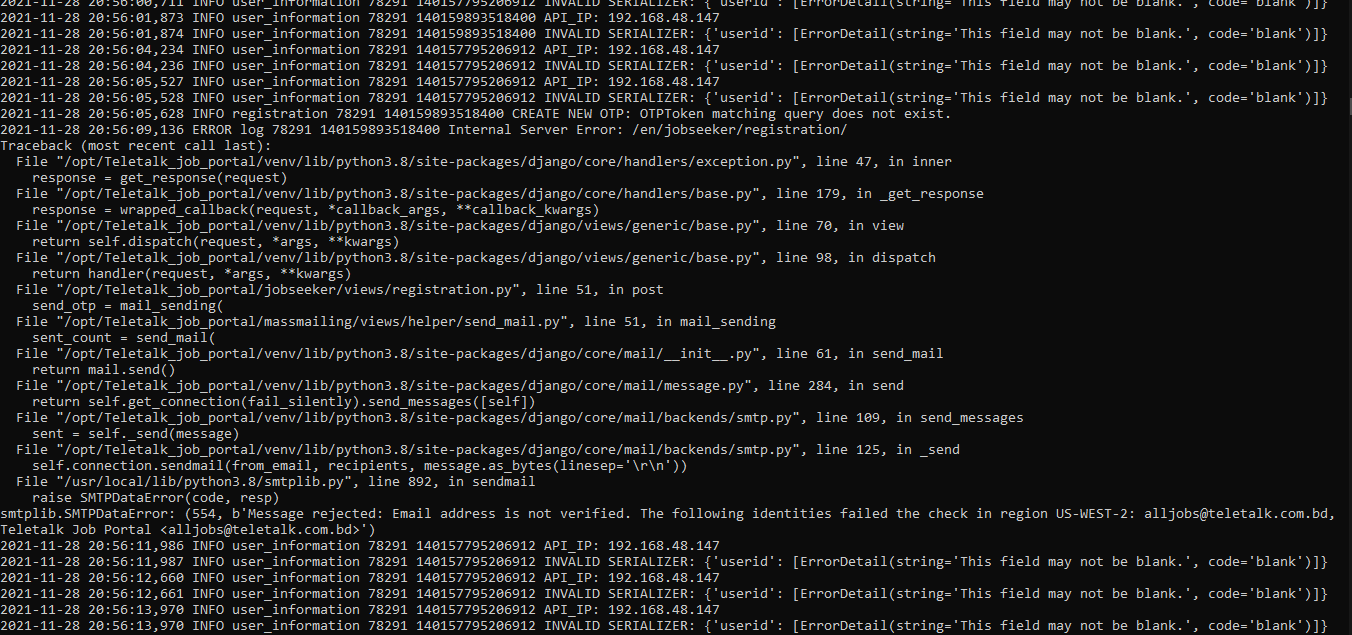 2021-11-28 20:56:00,711 INFO user_information 78291 140157795206912 INVALID SERIALIZER: {'userid': [ErrorDetail(string='This field may not be blank.', code='blank')]}
2021-11-28 20:56:01,873 INFO user_information 78291 140159893518400 API_IP: 192.168.48.147
2021-11-28 20:56:01,874 INFO user_information 78291 140159893518400 INVALID SERIALIZER: {'userid': [ErrorDetail(string='This field may not be blank.', code='blank')]}
2021-11-28 20:56:04,234 INFO user_information 78291 140157795206912 API_IP: 192.168.48.147
2021-11-28 20:56:04,236 INFO user_information 78291 140157795206912 INVALID SERIALIZER: {'userid': [ErrorDetail(string='This field may not be blank.', code='blank')]}
2021-11-28 20:56:05,527 INFO user_information 78291 140157795206912 API_IP: 192.168.48.147
2021-11-28 20:56:05,528 INFO user_information 78291 140157795206912 INVALID SERIALIZER: {'userid': [ErrorDetail(string='This field may not be blank.', code='blank')]}
2021-11-28 20:56:05,628 INFO registration 78291 140159893518400 CREATE NEW OTP: OTPToken matching query does not exist.
2021-11-28 20:56:09,136 ERROR log 78291 140159893518400 Internal Server Error: /en/jobseeker/registration/
Traceback (most recent call last):
  File "/opt/Teletalk_job_portal/venv/lib/python3.8/site-packages/django/core/handlers/exception.py", line 47, in inner
    response = get_response(request)
  File "/opt/Teletalk_job_portal/venv/lib/python3.8/site-packages/django/core/handlers/base.py", line 179, in _get_response
    response = wrapped_callback(request, *callback_args, **callback_kwargs)
  File "/opt/Teletalk_job_portal/venv/lib/python3.8/site-packages/django/views/generic/base.py", line 70, in view
    return self.dispatch(request, *args, **kwargs)
  File "/opt/Teletalk_job_portal/venv/lib/python3.8/site-packages/django/views/generic/base.py", line 98, in dispatch
    return handler(request, *args, **kwargs)
  File "/opt/Teletalk_job_portal/jobseeker/views/registration.py", line 51, in post
    send_otp = mail_sending(
  File "/opt/Teletalk_job_portal/massmailing/views/helper/send_mail.py", line 51, in mail_sending
    sent_count = send_mail(
  File "/opt/Teletalk_job_portal/venv/lib/python3.8/site-packages/django/core/mail/__init__.py", line 61, in send_mail
    return mail.send()
  File "/opt/Teletalk_job_portal/venv/lib/python3.8/site-packages/django/core/mail/message.py", line 284, in send
    return self.get_connection(fail_silently).send_messages([self])
  File "/opt/Teletalk_job_portal/venv/lib/python3.8/site-packages/django/core/mail/backends/smtp.py", line 109, in send_messages
    sent = self._send(message)
  File "/opt/Teletalk_job_portal/venv/lib/python3.8/site-packages/django/core/mail/backends/smtp.py", line 125, in _send
    self.connection.sendmail(from_email, recipients, message.as_bytes(linesep='\r\n'))
  File "/usr/local/lib/python3.8/smtplib.py", line 892, in sendmail
    raise SMTPDataError(code, resp)
smtplib.SMTPDataError: (554, b'Message rejected: Email address is not verified. The following identities failed the check in region US-WEST-2: alljobs@teletalk.com.bd,
Teletalk Job Portal <alljobs@teletalk.com.bd>')
2021-11-28 20:56:11,986 INFO user_information 78291 140157795206912 API_IP: 192.168.48.147
2021-11-28 20:56:11,987 INFO user_information 78291 140157795206912 INVALID SERIALIZER: {'userid': [ErrorDetail(string='This field may not be blank.', code='blank')]}
2021-11-28 20:56:12,660 INFO user_information 78291 140157795206912 API_IP: 192.168.48.147
2021-11-28 20:56:12,661 INFO user_information 78291 140157795206912 INVALID SERIALIZER: {'userid': [ErrorDetail(string='This field may not be blank.', code='blank')]}
2021-11-28 20:56:13,970 INFO user_information 78291 140157795206912 API_IP: 192.168.48.147
2021-11-28 20:56:13,970 INFO user_information 78291 140157795206912 INVALID SERIALIZER: {'userid': [ErrorDetail(string='This field may not be blank.', code='blank')]}